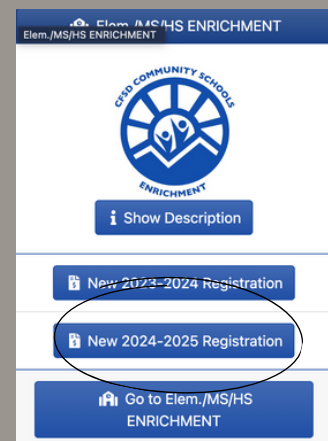 Elem./MS/HS ENRICHMENT
Elem./MS/HS ENRICHMENT
CFSD COMMUNITY SCHOOLS
ENRICHMENT
i Show Description
New 2023-2024 Registration
New 2024-2025 Registration
Go to Elem./MS/HS
ENRICHMENT